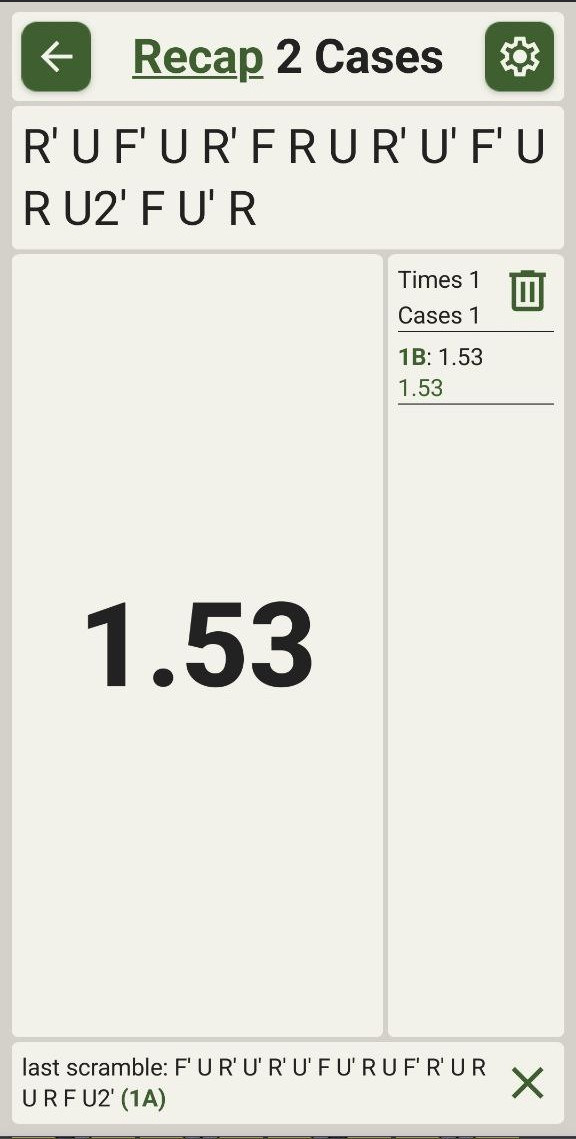 Recap 2 Cases
R' U F' U R' F R U R' U' F' U
R U2' F U' R
Times 1
Cases 1
1B: 1.53
1.53
1.53
last scramble: F' U R' U' R' U' F U' R U F' R' U R
U R F U2' (1A)